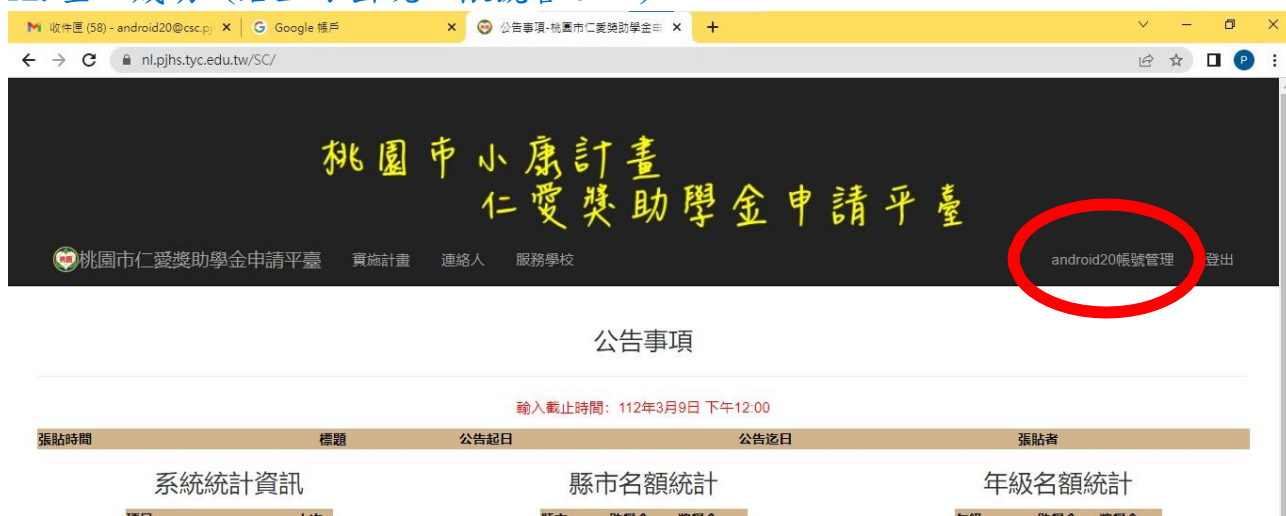 收件匣 (58) - android20@csc.pj
Google 帳戶
公告事項-桃園市仁愛獎助學金申
nl.pjhs.tyc.edu.tw/SC/
P
桃園市小康計畫
仁愛獎助學金申請平臺
桃園市仁愛獎助學金申請平臺 實施計畫 連絡人 服務學校 android20帳號管理 登出
公告事項
輸入截止時間: 112年3月9日 下午12:00
張貼時間 標題 公告起日 公告迄日 張貼者
系統統計資訊 縣市名額統計 年級名額統計